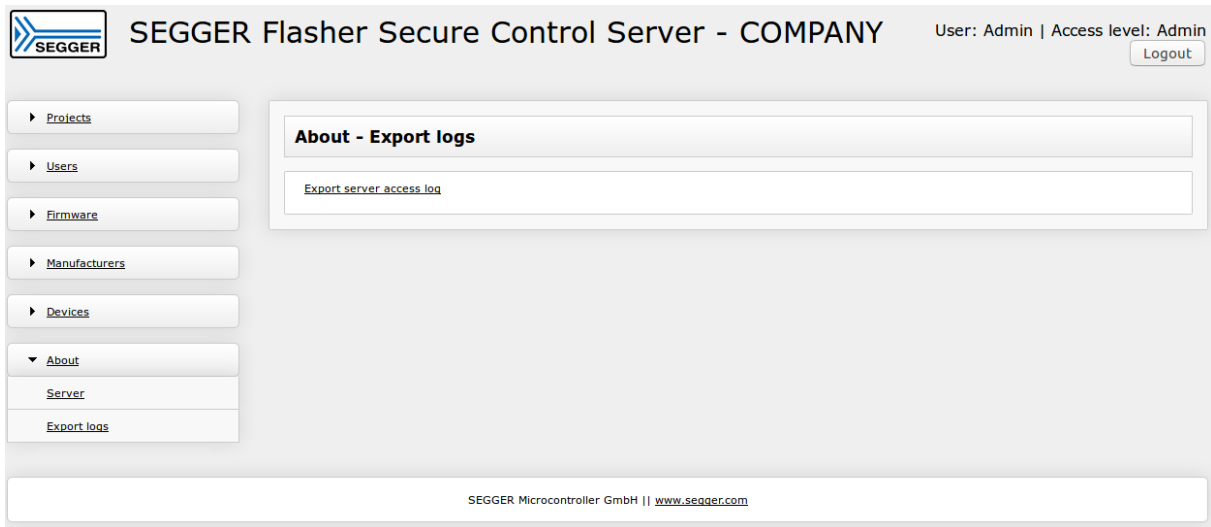 SEGGER
SEGGER Flasher Secure Control Server - COMPANY
User: Admin | Access level: Admin
Logout
Projects
Users
Firmware
Manufacturers
Devices
About
Server
Export logs
About - Export logs
Export server access log
SEGGER Microcontroller GmbH || www.segger.com